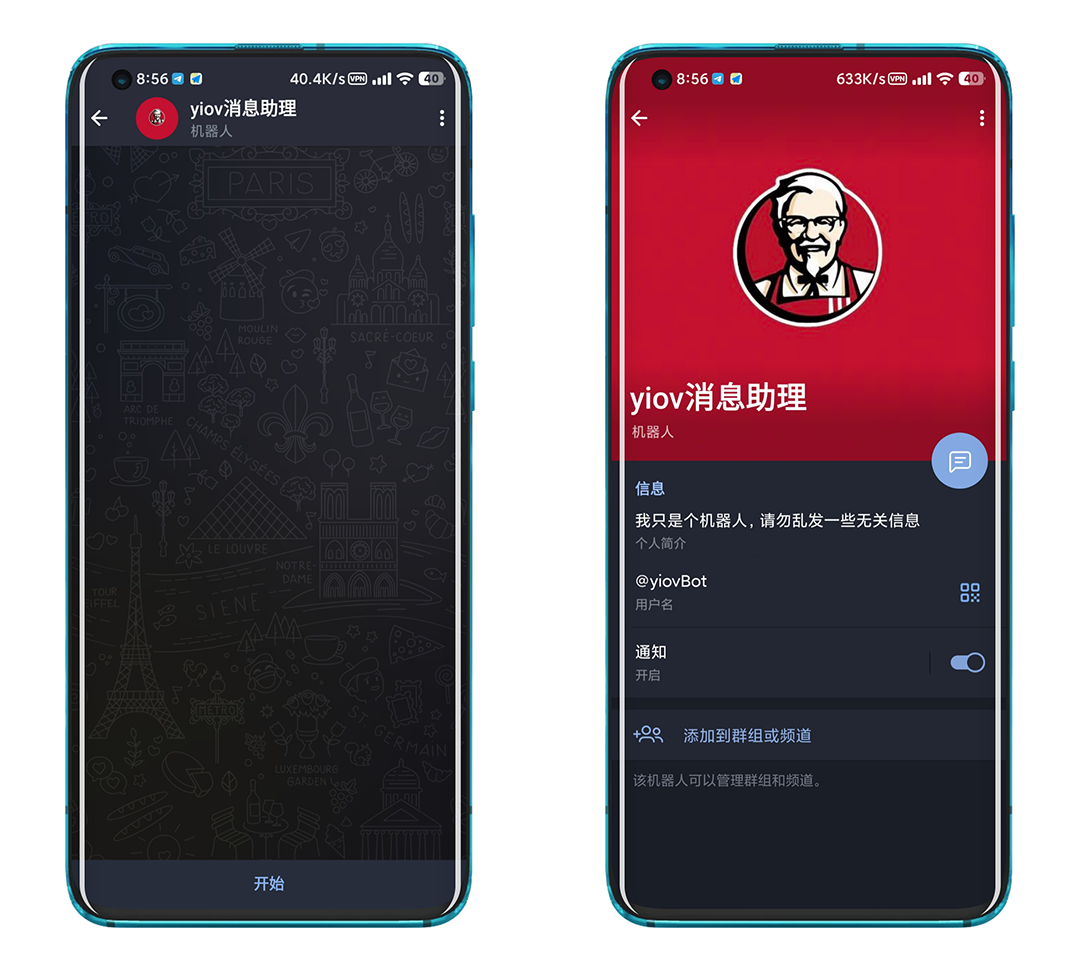 8:56
40.4K/s VPN 40
yiov消息助理
机器人
PARIS
MOULIN
ROUGE
SACRÉ-COEUR
ARC DE
TRIOMPHE
CHAMPS
ELYSEES
LE LOUVRE
NOTRE-
DAME
TOUR
EIFFEL
SIENE
METRO
ST.
GERMAIN
LUXEMBOURG
GARDEN
开始
8:56
633K/s VPN 40
yiov消息助理
机器人
信息
我只是个机器人，请勿乱发一些无关信息
个人简介
@yiovBot
用户名
通知
开启
添加到群组或频道
该机器人可以管理群组和频道。